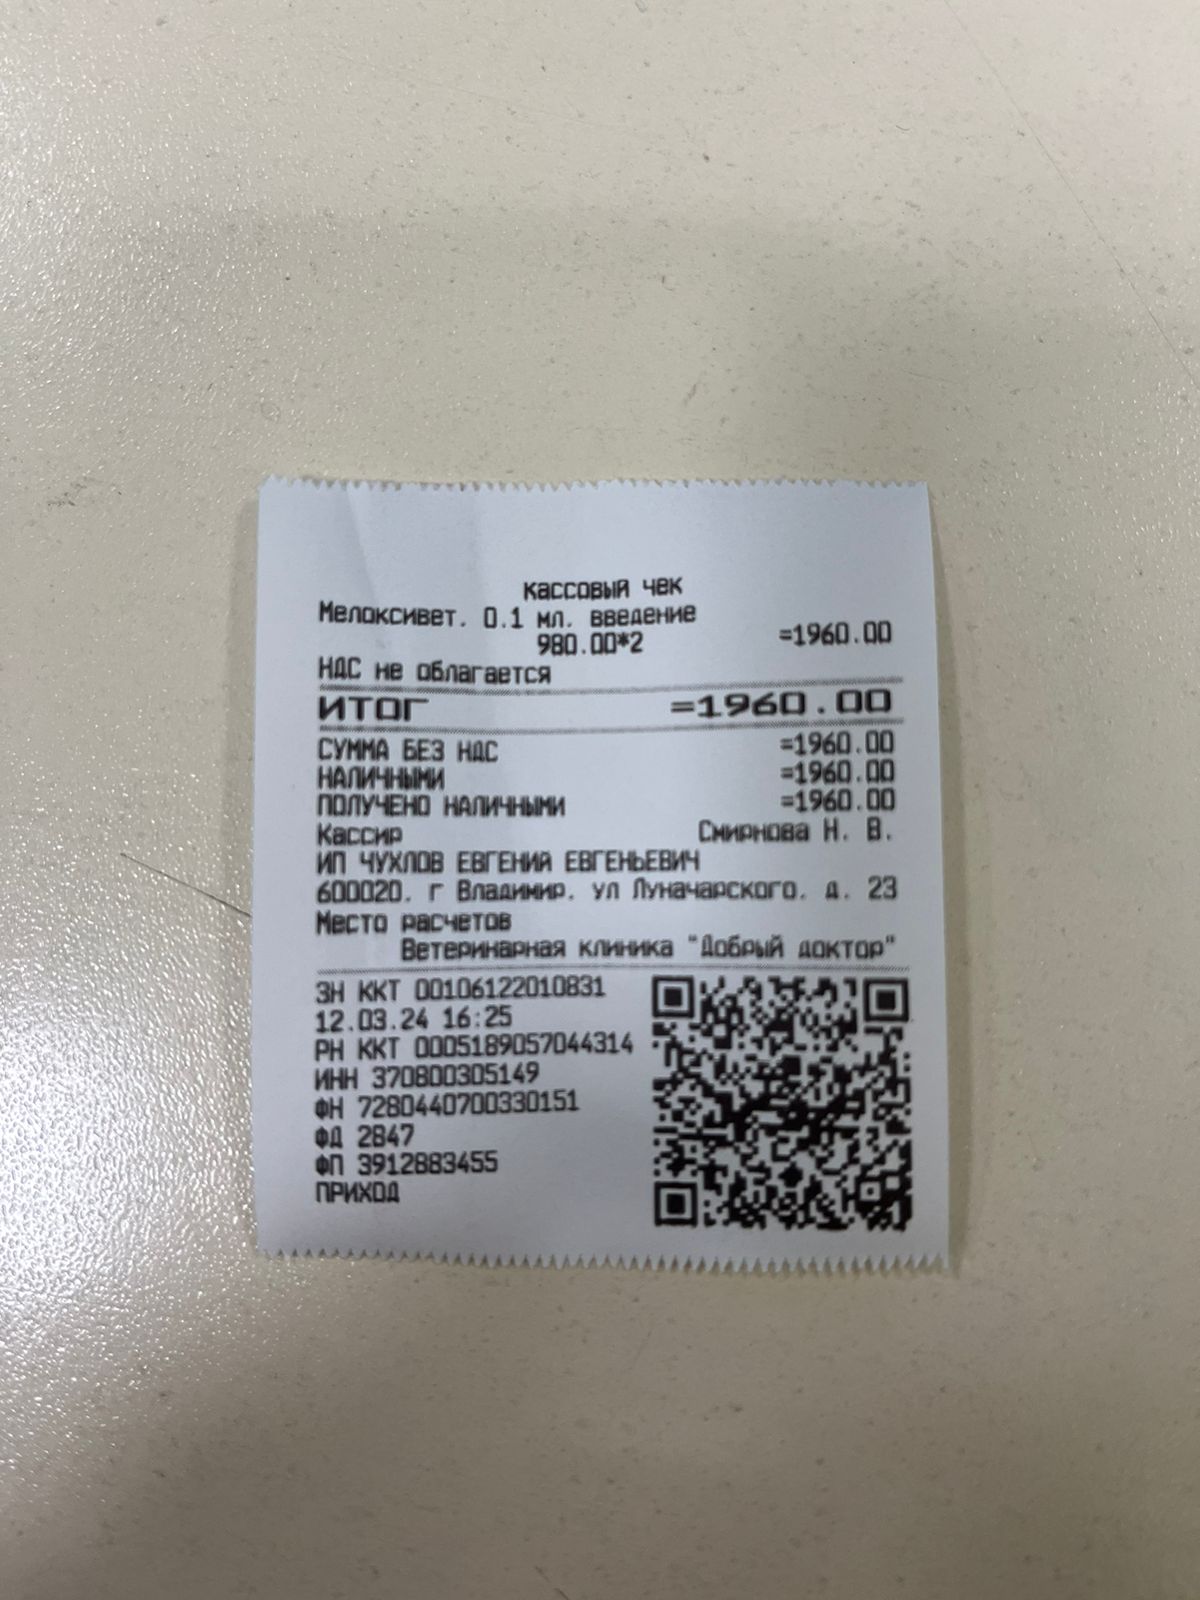 кассовый чек
Мелоксивет. 0.1 мл. введение
980.00*2 =1960.00
НДС не облагается
ИТОГ =1960.00
СУММА БЕЗ НДС =1960.00
НАЛИЧНЫМИ =1960.00
ПОЛУЧЕНО НАЛИЧНЫМИ =1960.00
Кассир Смирнова Н. В.
ИП ЧУХЛОВ ЕВГЕНИЙ ЕВГЕНЬЕВИЧ
600020. г Владимир. ул Луначарского. д. 23
Место расчетов
Ветеринарная клиника "Добрый доктор"
ЗН ККТ 00106122010831
12.03.24 16:25
РН ККТ 0005189057044314
ИНН 370800305149
ФН 7280440700330151
ФД 2847
ФП 3912883455
ПРИХОД